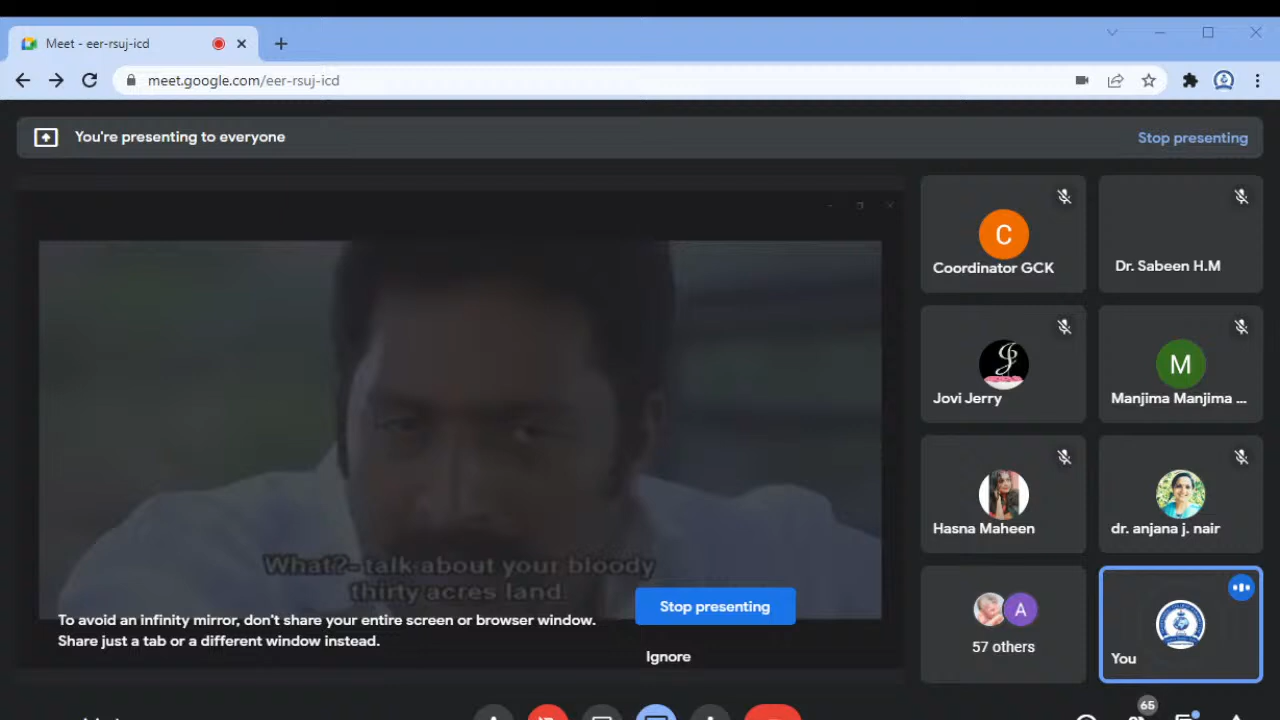 Meet - eer-rsuj-icd
meet.google.com/eer-rsuj-icd
You're presenting to everyone
Stop presenting
C
Coordinator GCK
Dr. Sabeen H.M
Jovi Jerry
M
Manjima Manjima ...
Hasna Maheen
dr. anjana j. nair
What?- talk about your bloody
thirty acres land!
To avoid an infinity mirror, don't share your entire screen or browser window.
Share just a tab or a different window instead.
Stop presenting
Ignore
A
57 others
You
65